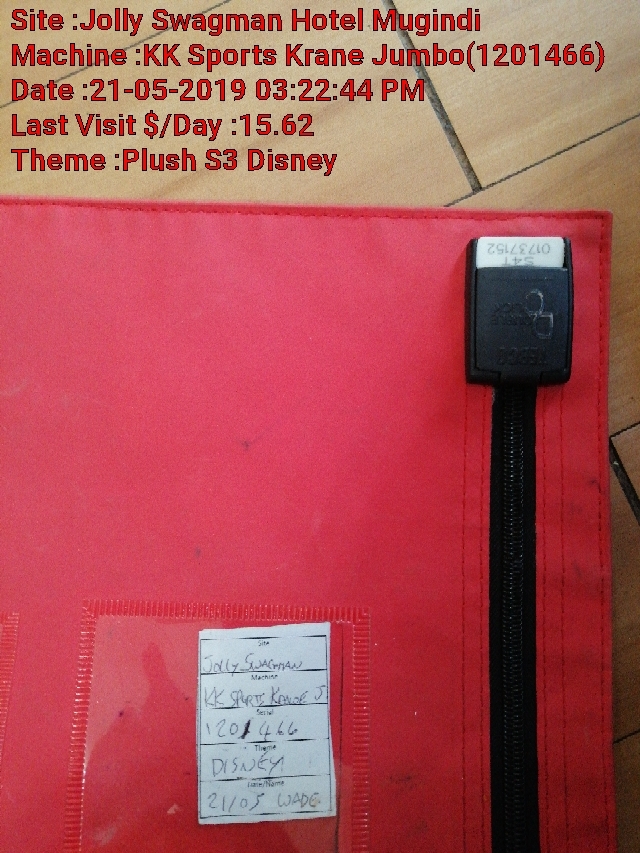 Site :Jolly Swagman Hotel Mugindi
Machine :KK Sports Krane Jumbo(1201466)
Date :21-05-2019 03:22:44 PM
Last Visit $/Day :15.62
Theme :Plush S3 Disney
S4T
01737152
Site
JOLLY SWAGMAN
Machine
KK SPORTS KRANE J
Serial
1201466
Theme
DISNEY
Date/Name
21/05 WADE